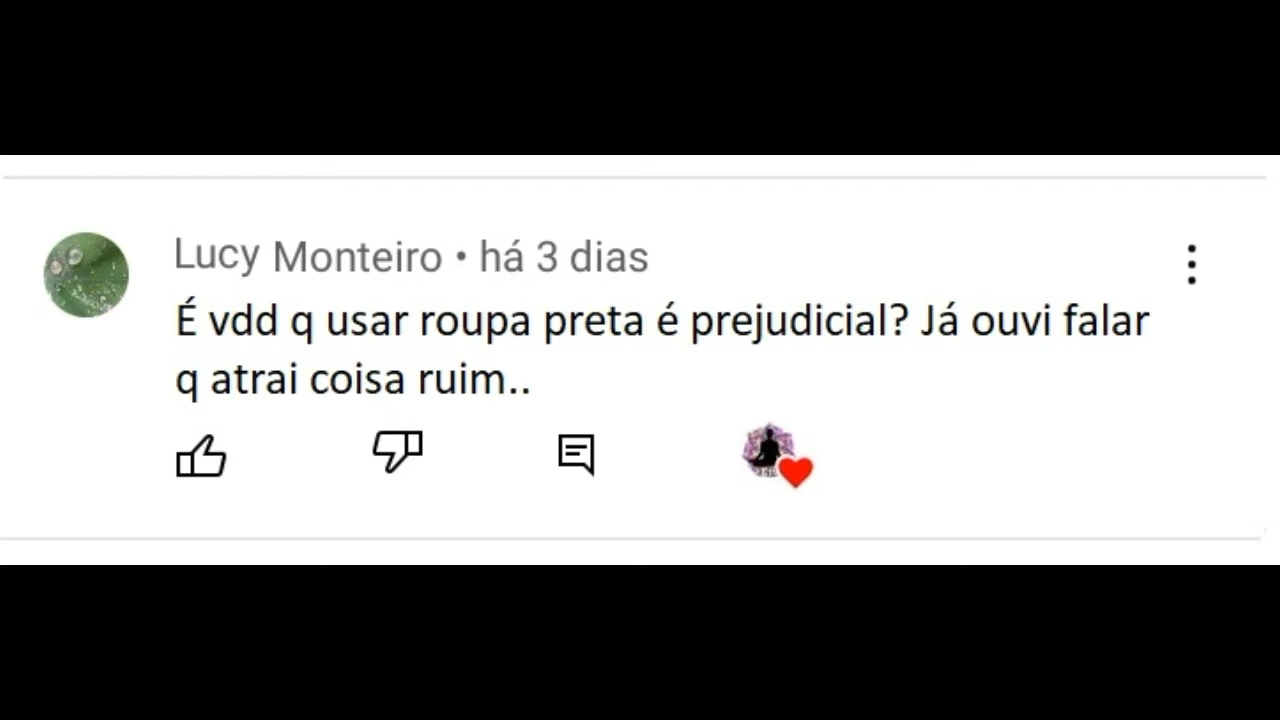 Lucy Monteiro • há 3 dias
É vdd q usar roupa preta é prejudicial? Já ouvi falar
q atrai coisa ruim..